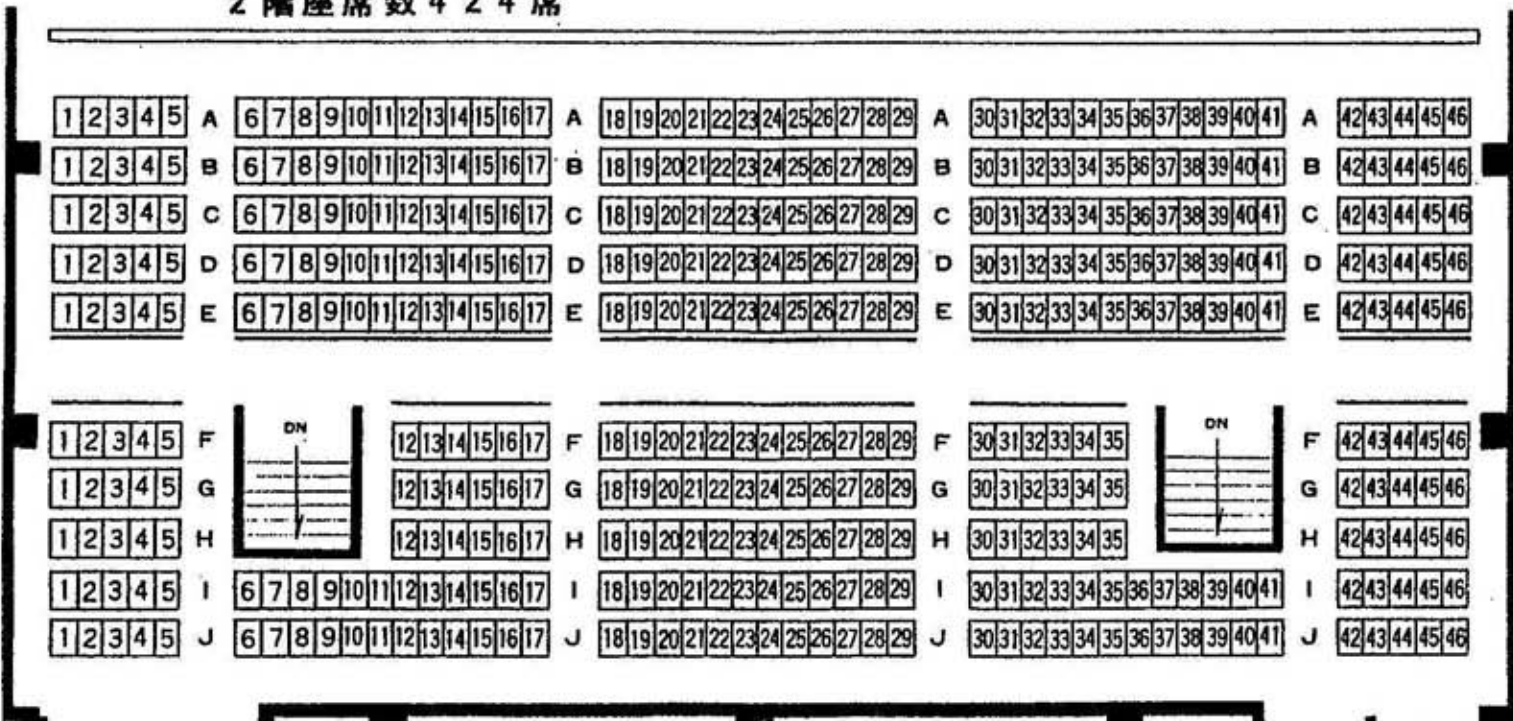 2階座席数424席
1 2 3 4 5 A 6 7 8 9 10 11 12 13 14 15 16 17 A 18 19 20 21 22 23 24 25 26 27 28 29 A 30 31 32 33 34 35 36 37 38 39 40 41 A 42 43 44 45 46
1 2 3 4 5 B 6 7 8 9 10 11 12 13 14 15 16 17 B 18 19 20 21 22 23 24 25 26 27 28 29 B 30 31 32 33 34 35 36 37 38 39 40 41 B 42 43 44 45 46
1 2 3 4 5 C 6 7 8 9 10 11 12 13 14 15 16 17 C 18 19 20 21 22 23 24 25 26 27 28 29 C 30 31 32 33 34 35 36 37 38 39 40 41 C 42 43 44 45 46
1 2 3 4 5 D 6 7 8 9 10 11 12 13 14 15 16 17 D 18 19 20 21 22 23 24 25 26 27 28 29 D 30 31 32 33 34 35 36 37 38 39 40 41 D 42 43 44 45 46
1 2 3 4 5 E 6 7 8 9 10 11 12 13 14 15 16 17 E 18 19 20 21 22 23 24 25 26 27 28 29 E 30 31 32 33 34 35 36 37 38 39 40 41 E 42 43 44 45 46
1 2 3 4 5 F DN 12 13 14 15 16 17 F 18 19 20 21 22 23 24 25 26 27 28 29 F 30 31 32 33 34 35 DN F 42 43 44 45 46
1 2 3 4 5 G 12 13 14 15 16 17 G 18 19 20 21 22 23 24 25 26 27 28 29 G 30 31 32 33 34 35 G 42 43 44 45 46
1 2 3 4 5 H 12 13 14 15 16 17 H 18 19 20 21 22 23 24 25 26 27 28 29 H 30 31 32 33 34 35 H 42 43 44 45 46
1 2 3 4 5 I 6 7 8 9 10 11 12 13 14 15 16 17 I 18 19 20 21 22 23 24 25 26 27 28 29 I 30 31 32 33 34 35 36 37 38 39 40 41 I 42 43 44 45 46
1 2 3 4 5 J 6 7 8 9 10 11 12 13 14 15 16 17 J 18 19 20 21 22 23 24 25 26 27 28 29 J 30 31 32 33 34 35 36 37 38 39 40 41 J 42 43 44 45 46